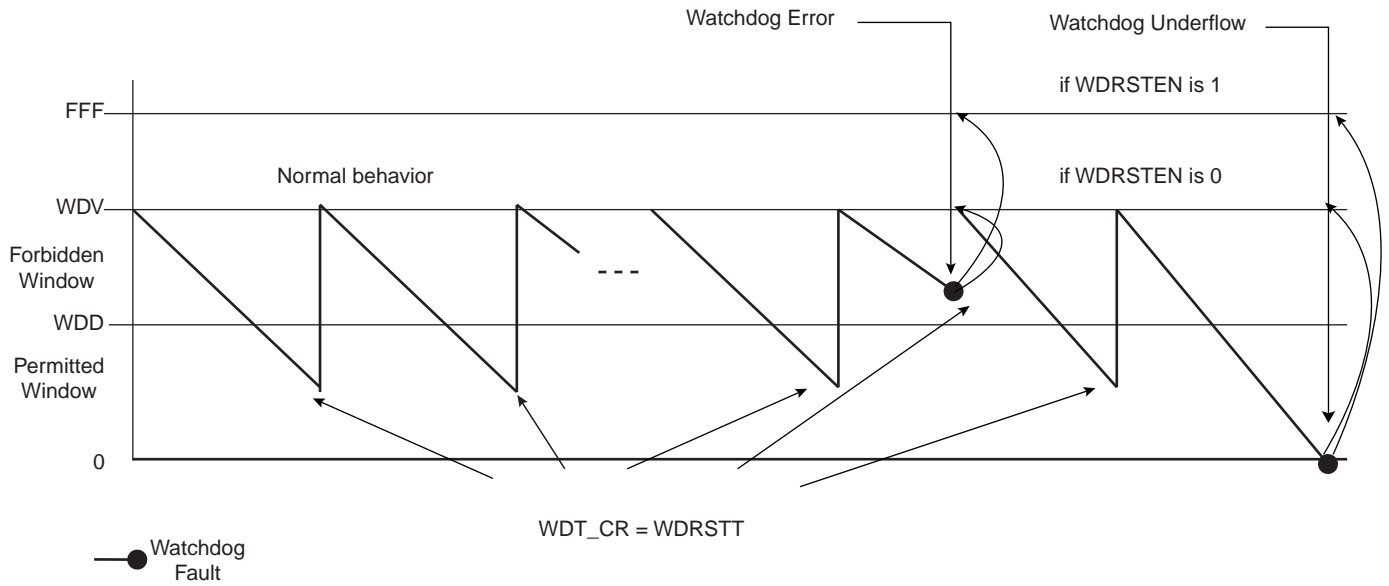 Watchdog Error
Watchdog Underflow
if WDRSTEN is 1
FFF
Normal behavior
if WDRSTEN is 0
WDV
Forbidden
Window
WDD
Permitted
Window
0
WDT_CR = WDRSTT
Watchdog
Fault